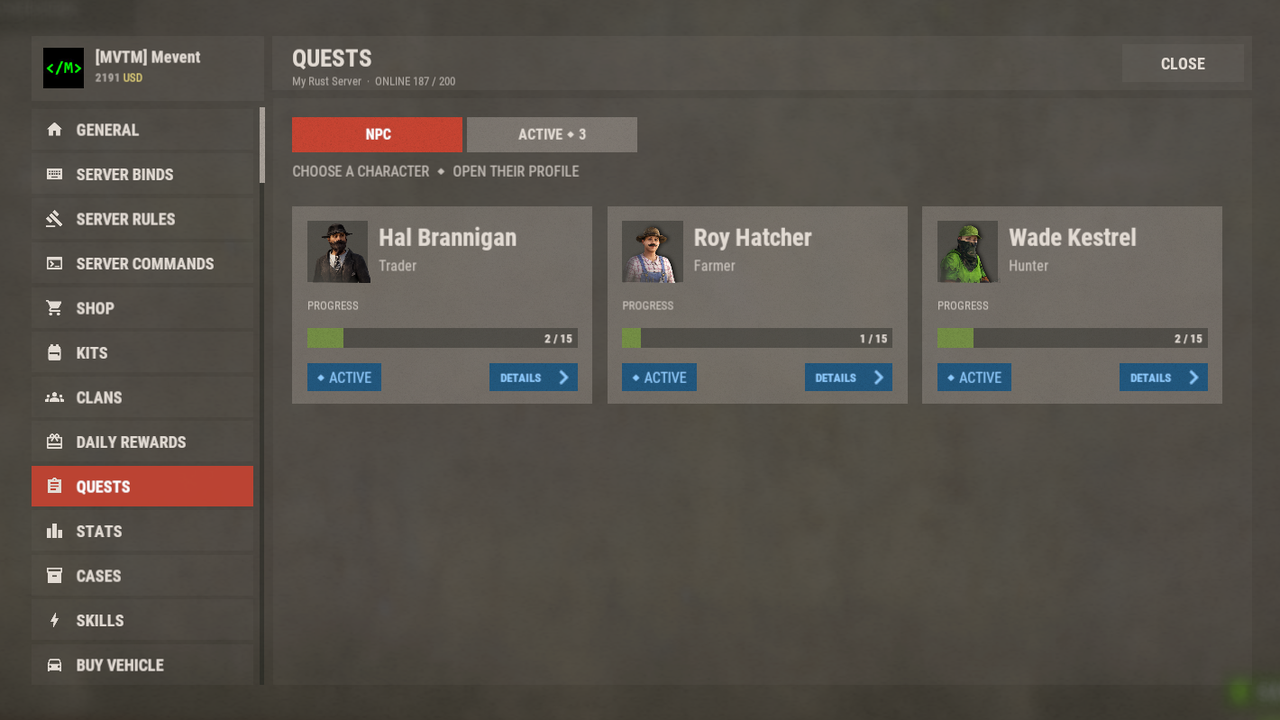 </M>
[MVTM] Mevent
2191 USD
GENERAL
SERVER BINDS
SERVER RULES
SERVER COMMANDS
SHOP
KITS
CLANS
DAILY REWARDS
QUESTS
STATS
CASES
SKILLS
BUY VEHICLE
QUESTS
My Rust Server · ONLINE 187 / 200
CLOSE
NPC
ACTIVE ⬥ 3
CHOOSE A CHARACTER ⬥ OPEN THEIR PROFILE
Hal Brannigan
Trader
PROGRESS
2 / 15
⬥ ACTIVE
DETAILS
Roy Hatcher
Farmer
PROGRESS
1 / 15
⬥ ACTIVE
DETAILS
Wade Kestrel
Hunter
PROGRESS
2 / 15
⬥ ACTIVE
DETAILS